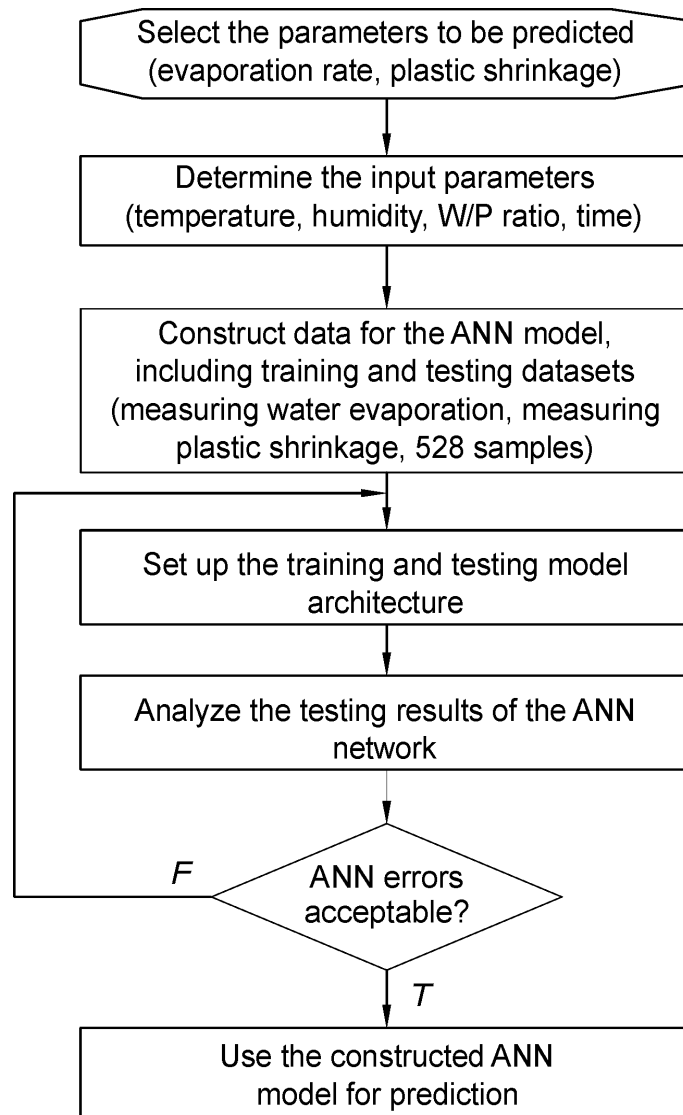 Select the parameters to be predicted
(evaporation rate, plastic shrinkage)
Determine the input parameters
(temperature, humidity, W/P ratio, time)
Construct data for the ANN model,
including training and testing datasets
(measuring water evaporation, measuring
plastic shrinkage, 528 samples)
Set up the training and testing model
architecture
Analyze the testing results of the ANN
network
F
ANN errors
acceptable?
T
Use the constructed ANN
model for prediction